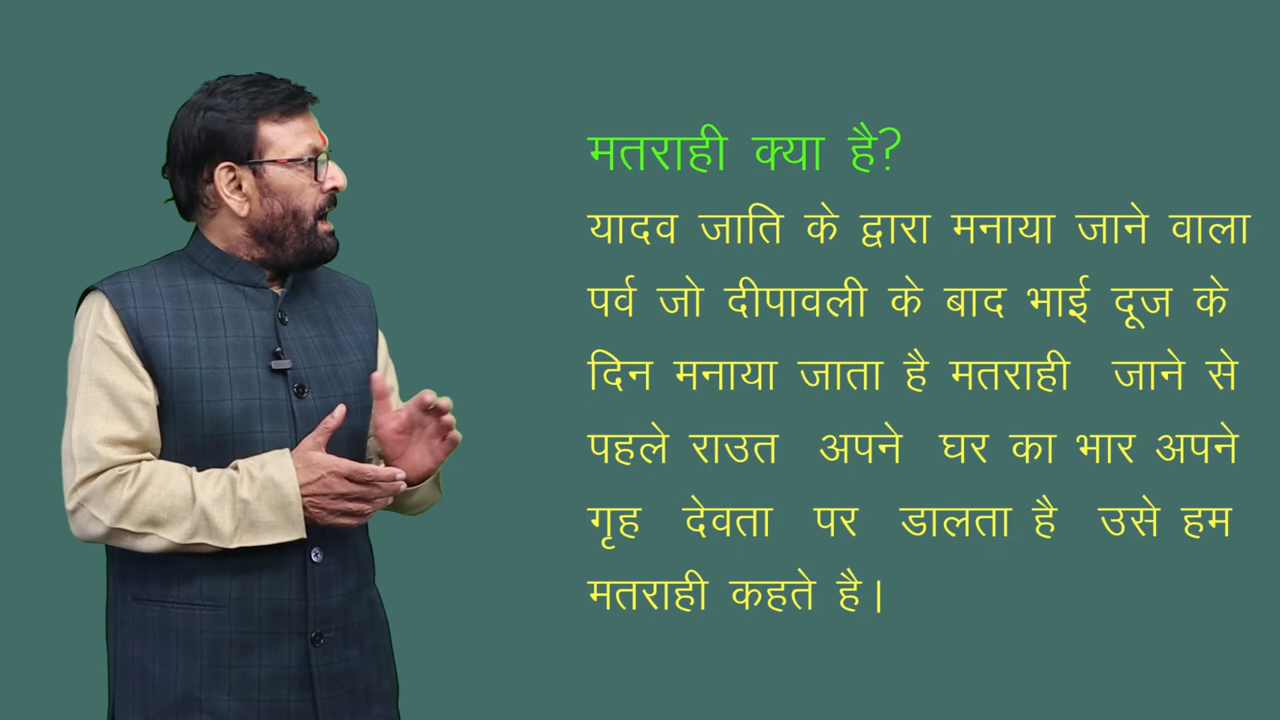 मतराही क्या है?
यादव जाति के द्वारा मनाया जाने वाला
पर्व जो दीपावली के बाद भाई दूज के
दिन मनाया जाता है मतराही जाने से
पहले राउत अपने घर का भार अपने
गृह देवता पर डालता है उसे हम
मतराही कहते है।